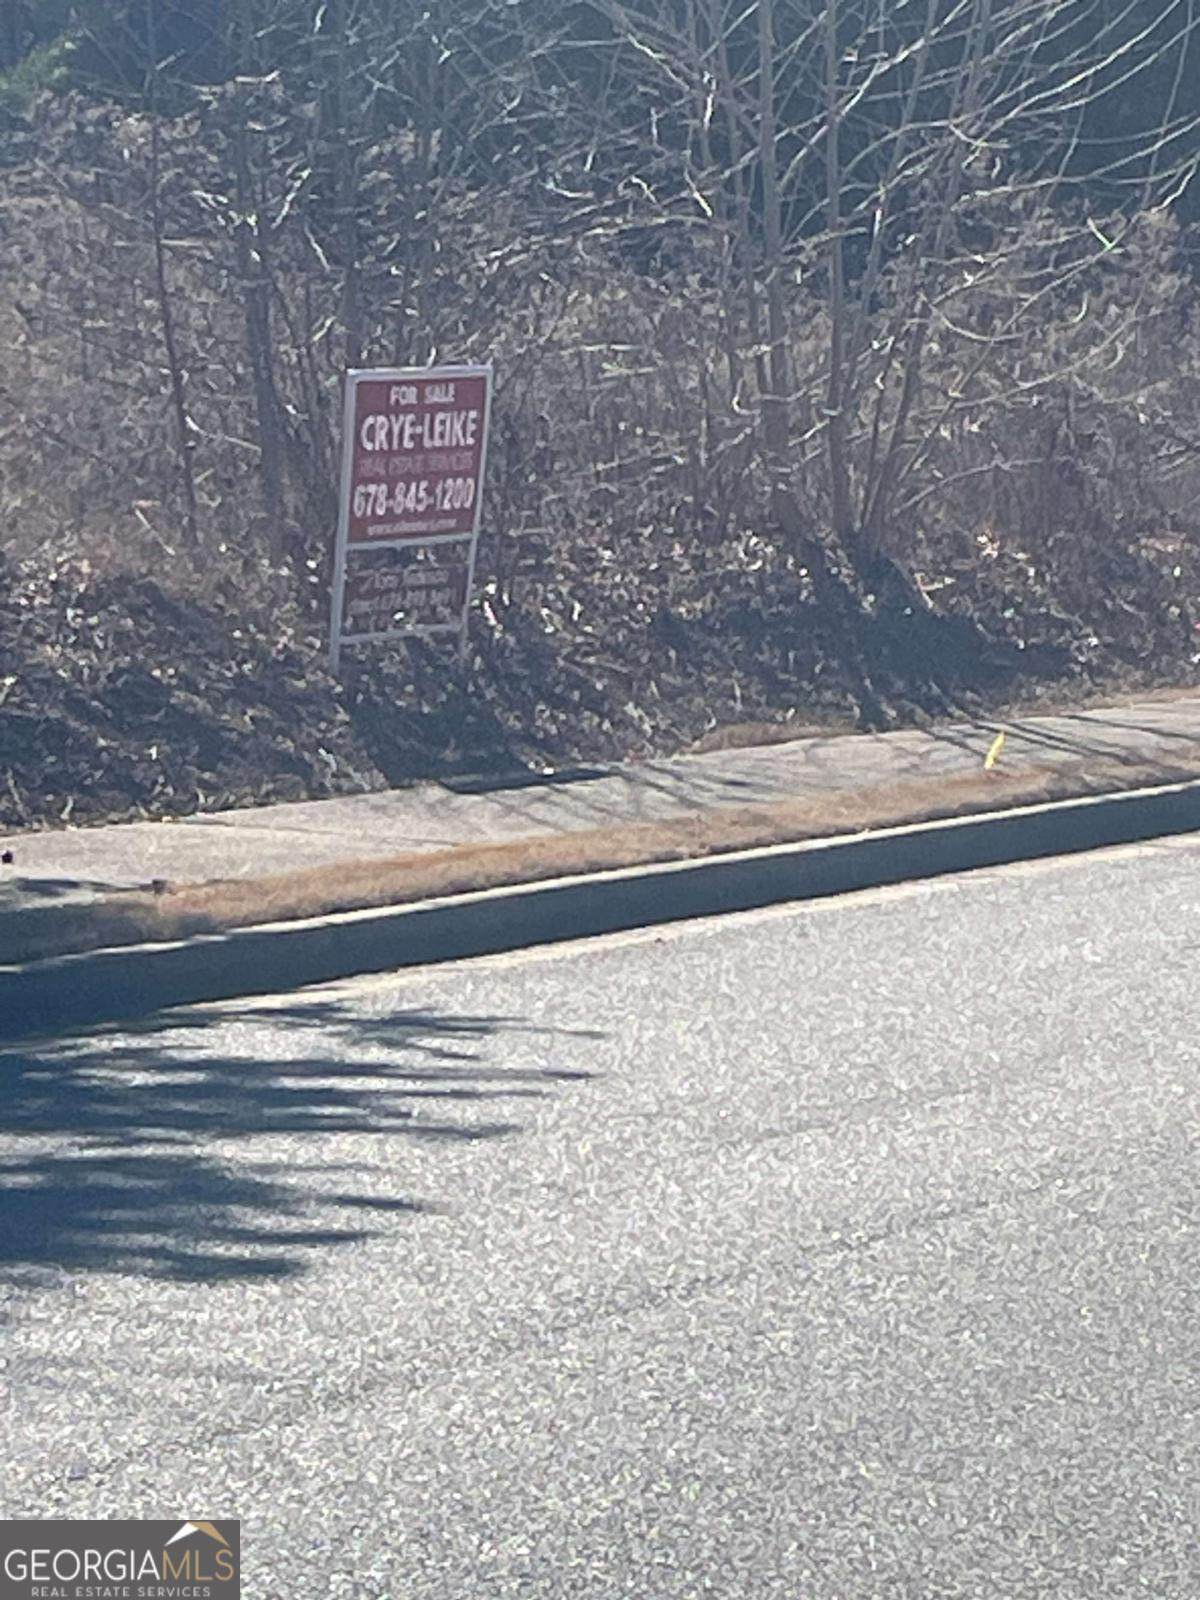 FOR SALE
CRYE-LEIKE
REAL ESTATE SERVICES
678-845-1200
GEORGIAMLS
REAL ESTATE SERVICES